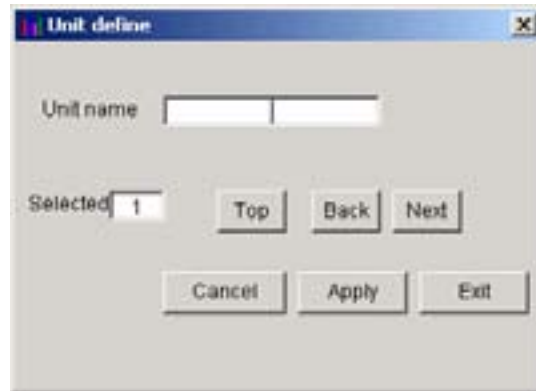 Unit define
Unit name
Selected 1 Top Back Next
Cancel Apply Exit